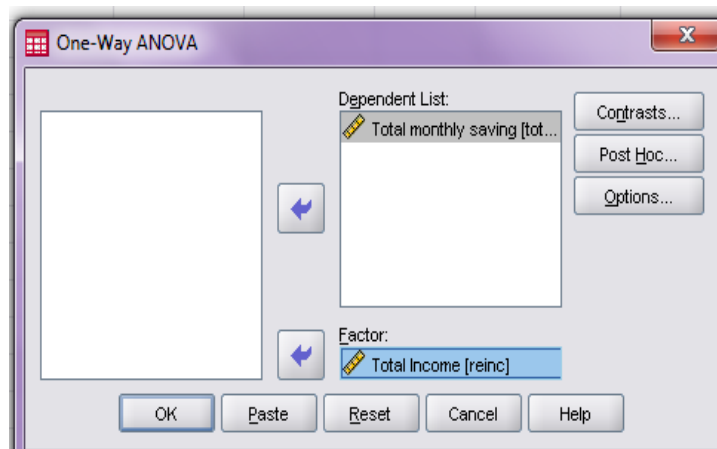 One-Way ANOVA
X
Dependent List:
Total monthly saving [tot...
Contrasts...
Post Hoc...
Options...
Factor:
Total Income [reinc]
OK
Paste
Reset
Cancel
Help